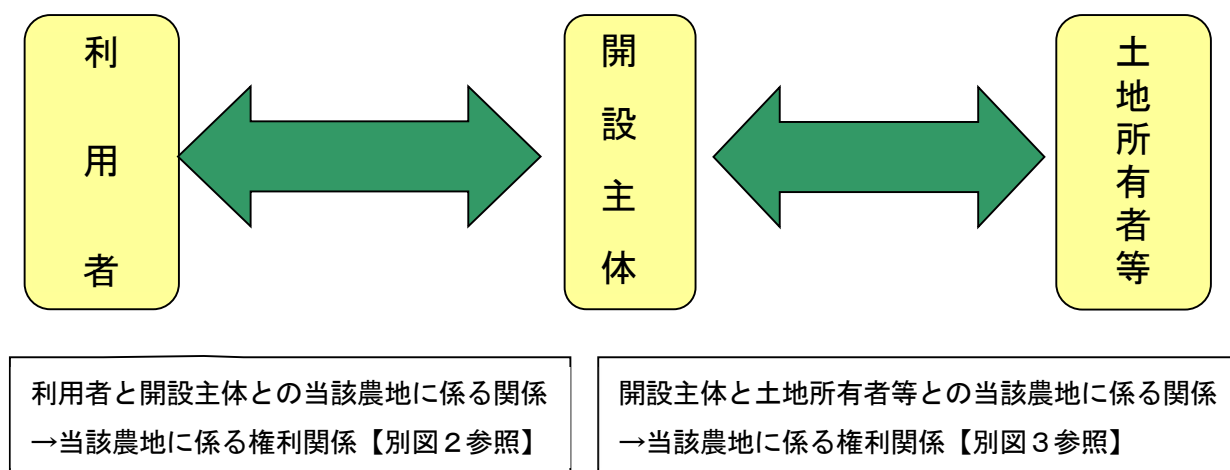 利用者
開設主体
土地所有者等
利用者と開設主体との当該農地に係る関係
→当該農地に係る権利関係【別図２参照】
開設主体と土地所有者等との当該農地に係る関係
→当該農地に係る権利関係【別図３参照】